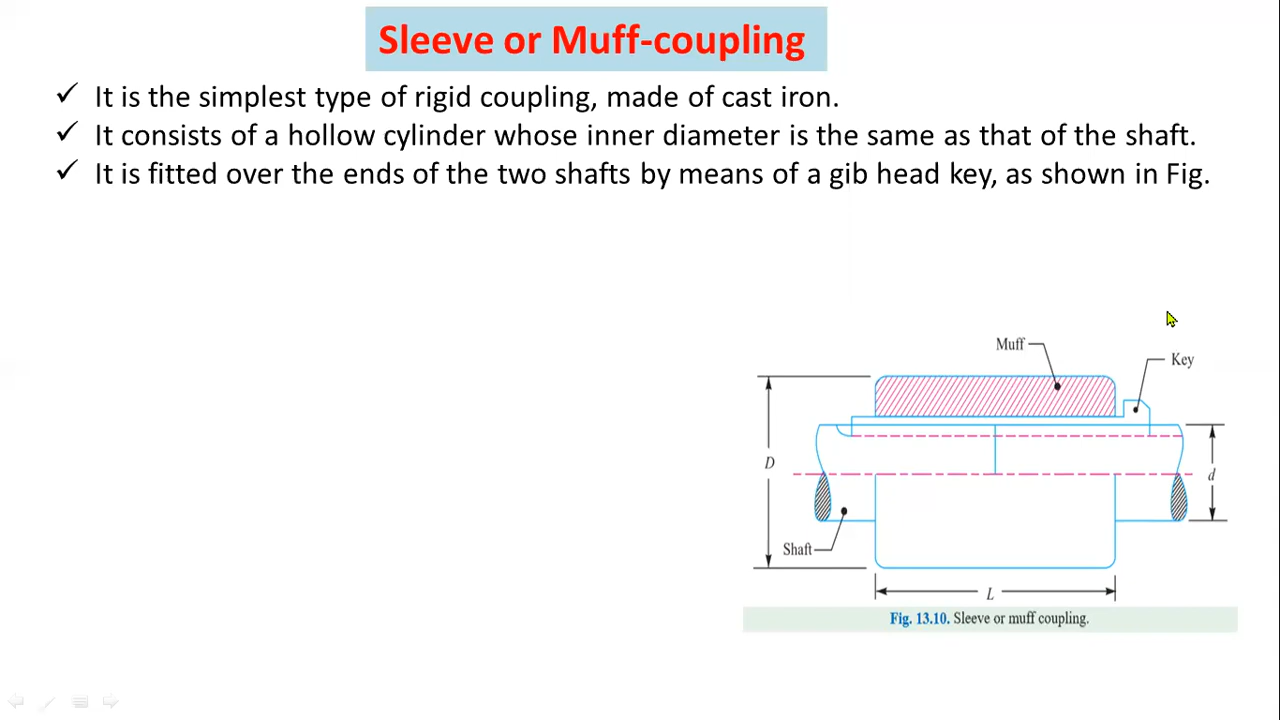 Sleeve or Muff-coupling
✓ It is the simplest type of rigid coupling, made of cast iron.
✓ It consists of a hollow cylinder whose inner diameter is the same as that of the shaft.
✓ It is fitted over the ends of the two shafts by means of a gib head key, as shown in Fig.
Muff
Key
D
d
Shaft
L
Fig. 13.10. Sleeve or muff coupling.